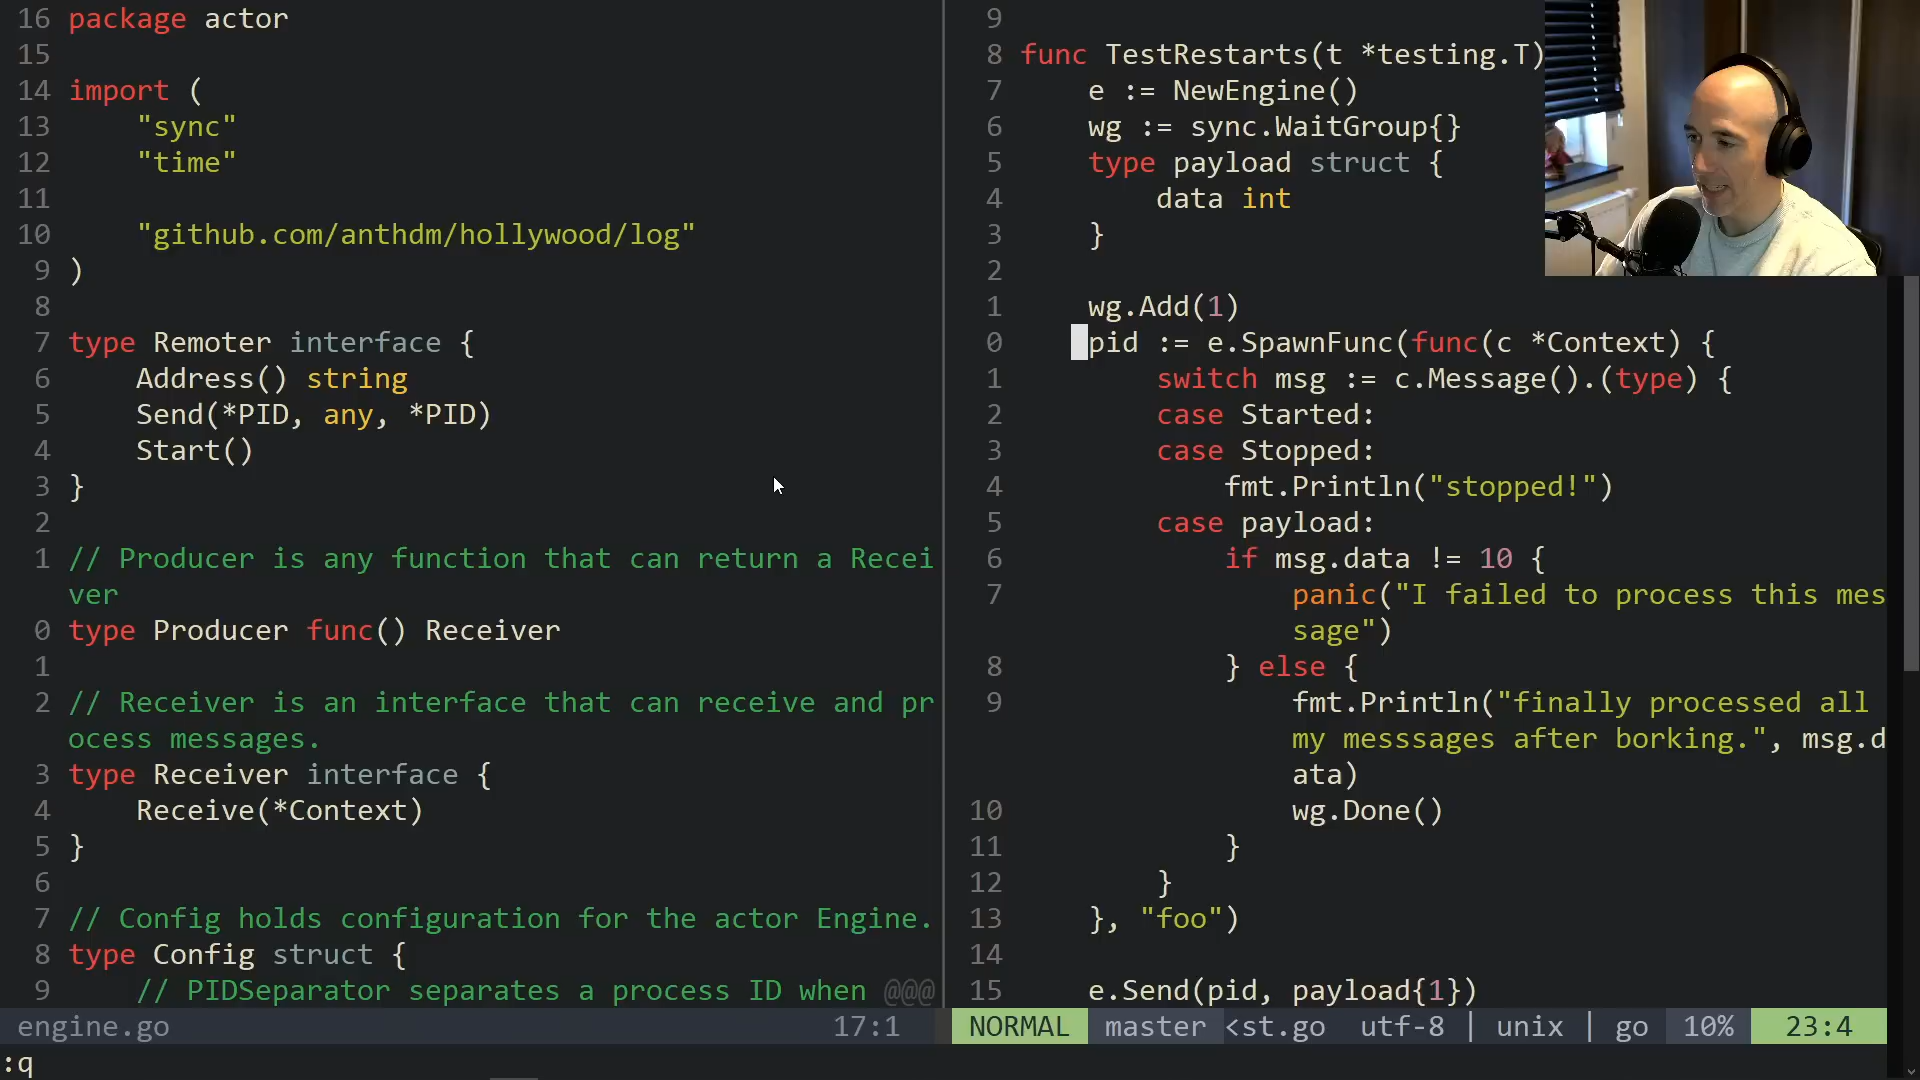 16 package actor
15
14 import (
13 "sync"
12 "time"
11
10 "github.com/anthdm/hollywood/log"
9 )
8
7 type Remoter interface {
6 Address() string
5 Send(*PID, any, *PID)
4 Start()
3 }
2
1 // Producer is any function that can return a Recei
ver
0 type Producer func() Receiver
1
2 // Receiver is an interface that can receive and pr
ocess messages.
3 type Receiver interface {
4 Receive(*Context)
5 }
6
7 // Config holds configuration for the actor Engine.
8 type Config struct {
9 // PIDSeparator separates a process ID when @@@
engine.go 17:1
9
8 func TestRestarts(t *testing.T)
7 e := NewEngine()
6 wg := sync.WaitGroup{}
5 type payload struct {
4 data int
3 }
2
1 wg.Add(1)
0 pid := e.SpawnFunc(func(c *Context) {
1 switch msg := c.Message().(type) {
2 case Started:
3 case Stopped:
4 fmt.Println("stopped!")
5 case payload:
6 if msg.data != 10 {
7 panic("I failed to process this mes
sage")
8 } else {
9 fmt.Println("finally processed all
my messsages after borking.", msg.d
ata)
10 wg.Done()
11 }
12 }
13 }, "foo")
14
15 e.Send(pid, payload{1})
NORMAL master <st.go utf-8 | unix | go 10% 23:4
:q